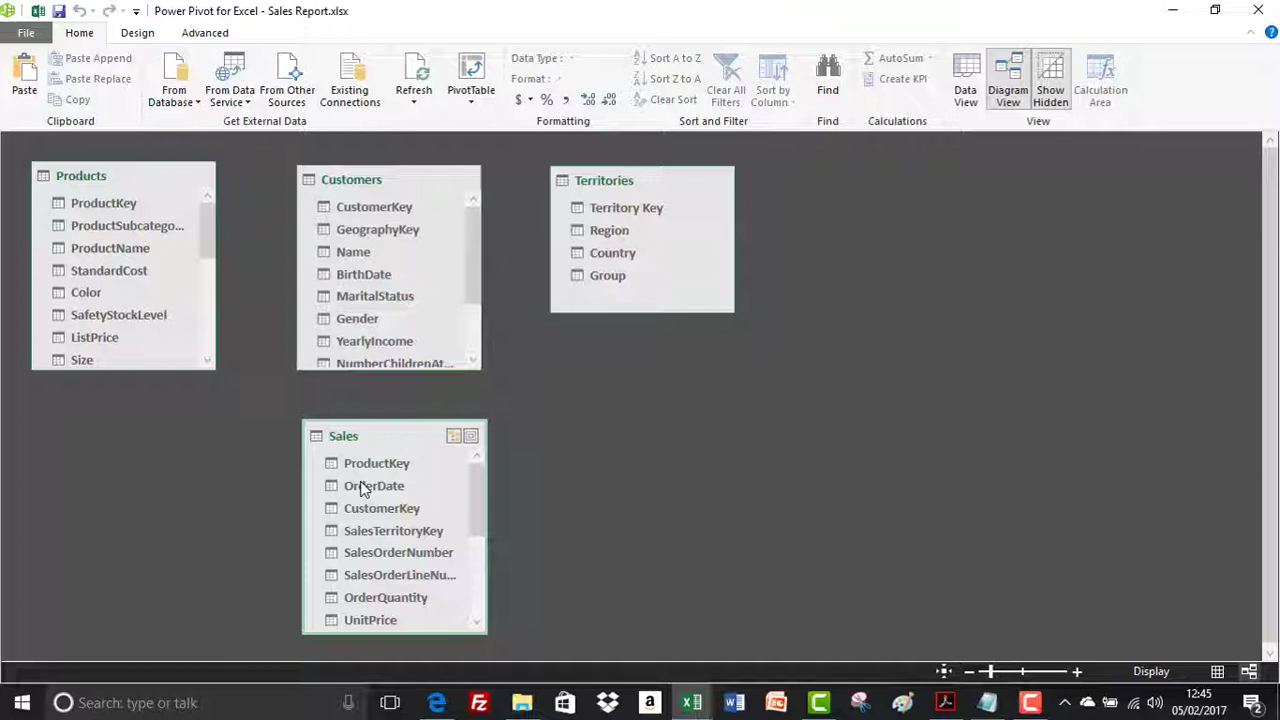 Power Pivot for Excel - Sales Report.xlsx
File Home Design Advanced
Paste
Paste Append
Paste Replace
Copy
Clipboard
From Database
From Data Service
From Other Sources
Existing Connections
Get External Data
Refresh
PivotTable
Data Type :
Format :
$ % ,
Formatting
Sort A to Z
Sort Z to A
Clear Sort
Clear All Filters
Sort by Column
Sort and Filter
Find
Find
AutoSum
Create KPI
Calculations
Data View
Diagram View
Show Hidden
Calculation Area
View
Products
ProductKey
ProductSubcatego...
ProductName
StandardCost
Color
SafetyStockLevel
ListPrice
Size
Customers
CustomerKey
GeographyKey
Name
BirthDate
MaritalStatus
Gender
YearlyIncome
NumberChildrenAt...
Territories
Territory Key
Region
Country
Group
Sales
ProductKey
OrderDate
CustomerKey
SalesTerritoryKey
SalesOrderNumber
SalesOrderLineNu...
OrderQuantity
UnitPrice
Display
Search: type or talk
12:45
05/02/2017
2